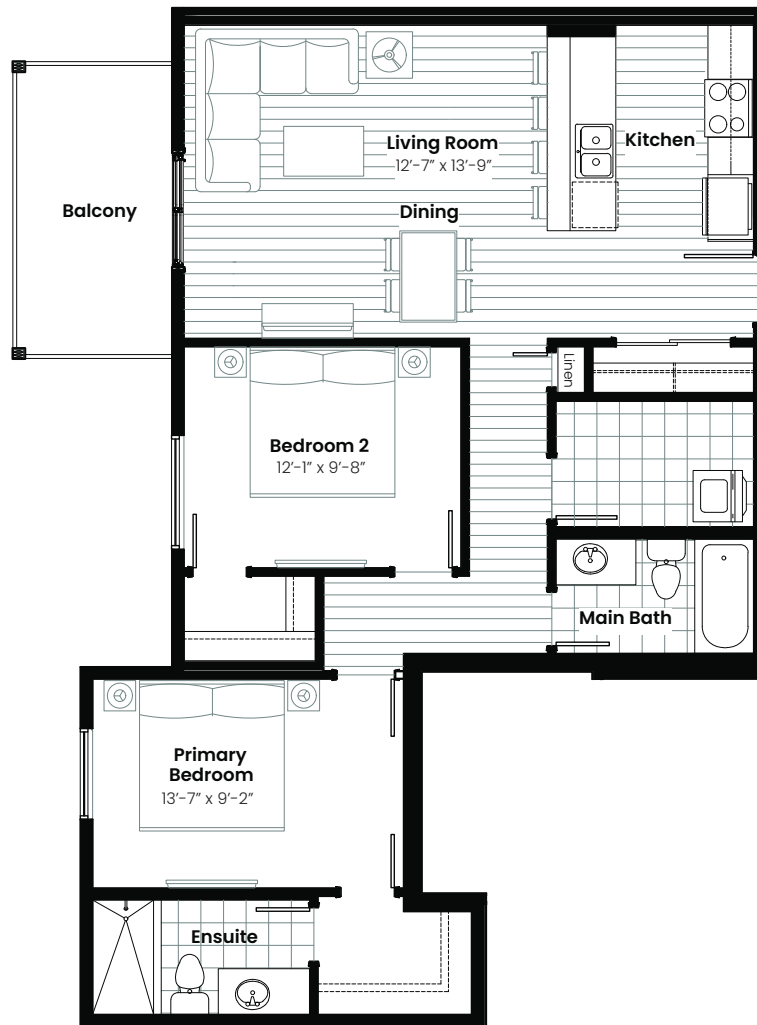 Living Room
12’-7” x 13’-9”
Kitchen
Balcony
Dining
Linen
Bedroom 2
12’-1” x 9’-8”
Main Bath
Primary
Bedroom
13’-7” x 9’-2”
Ensuite